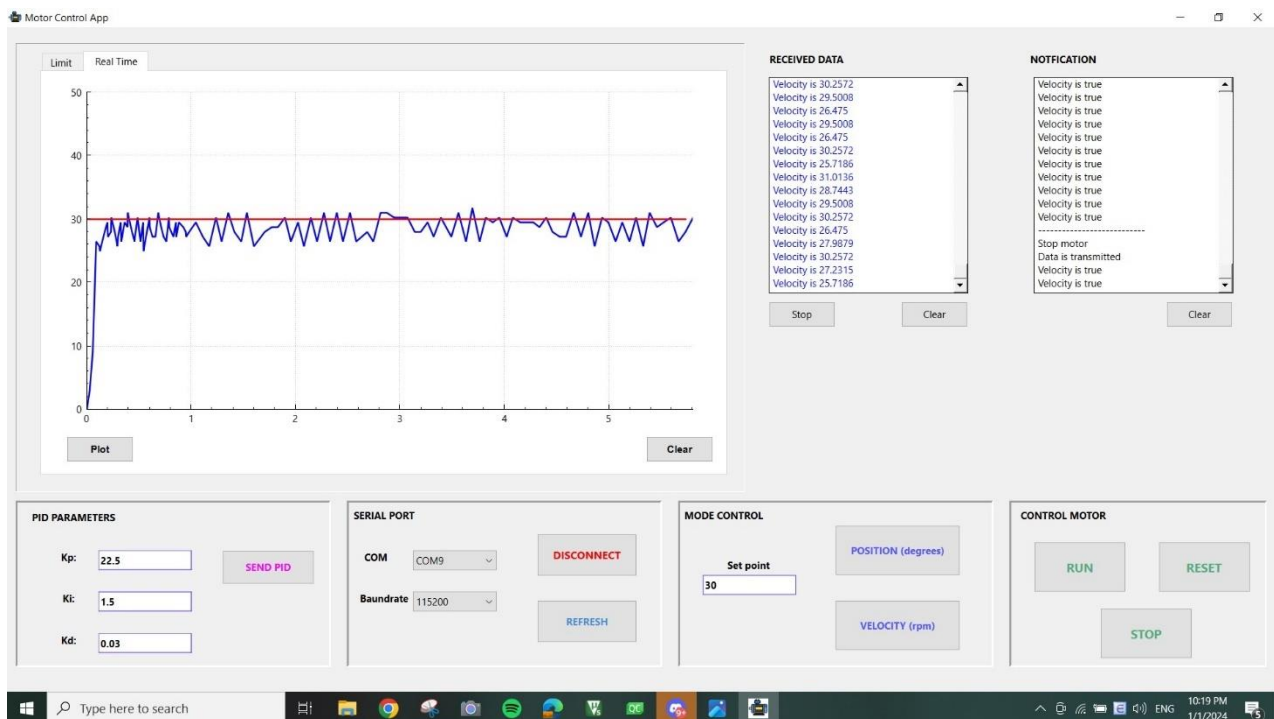 Motor Control App
Limit
Real Time
50
40
30
20
10
0
0 1 2 3 4 5
Plot
Clear
RECEIVED DATA
Velocity is 30.2572
Velocity is 29.5008
Velocity is 26.475
Velocity is 29.5008
Velocity is 26.475
Velocity is 30.2572
Velocity is 25.7186
Velocity is 31.0136
Velocity is 28.7443
Velocity is 29.5008
Velocity is 30.2572
Velocity is 26.475
Velocity is 27.9879
Velocity is 30.2572
Velocity is 27.2315
Velocity is 25.7186
Stop
Clear
NOTFICATION
Velocity is true
Velocity is true
Velocity is true
Velocity is true
Velocity is true
Velocity is true
Velocity is true
Velocity is true
Velocity is true
Velocity is true
Velocity is true
---------------------------
Stop motor
Data is transmitted
Velocity is true
Velocity is true
Clear
PID PARAMETERS
Kp: 22.5
Ki: 1.5
Kd: 0.03
SEND PID
SERIAL PORT
COM COM9
Baundrate 115200
DISCONNECT
REFRESH
MODE CONTROL
Set point
30
POSITION (degrees)
VELOCITY (rpm)
CONTROL MOTOR
RUN
RESET
STOP
Type here to search
QC
ENG
10:19 PM
1/1/2024
5